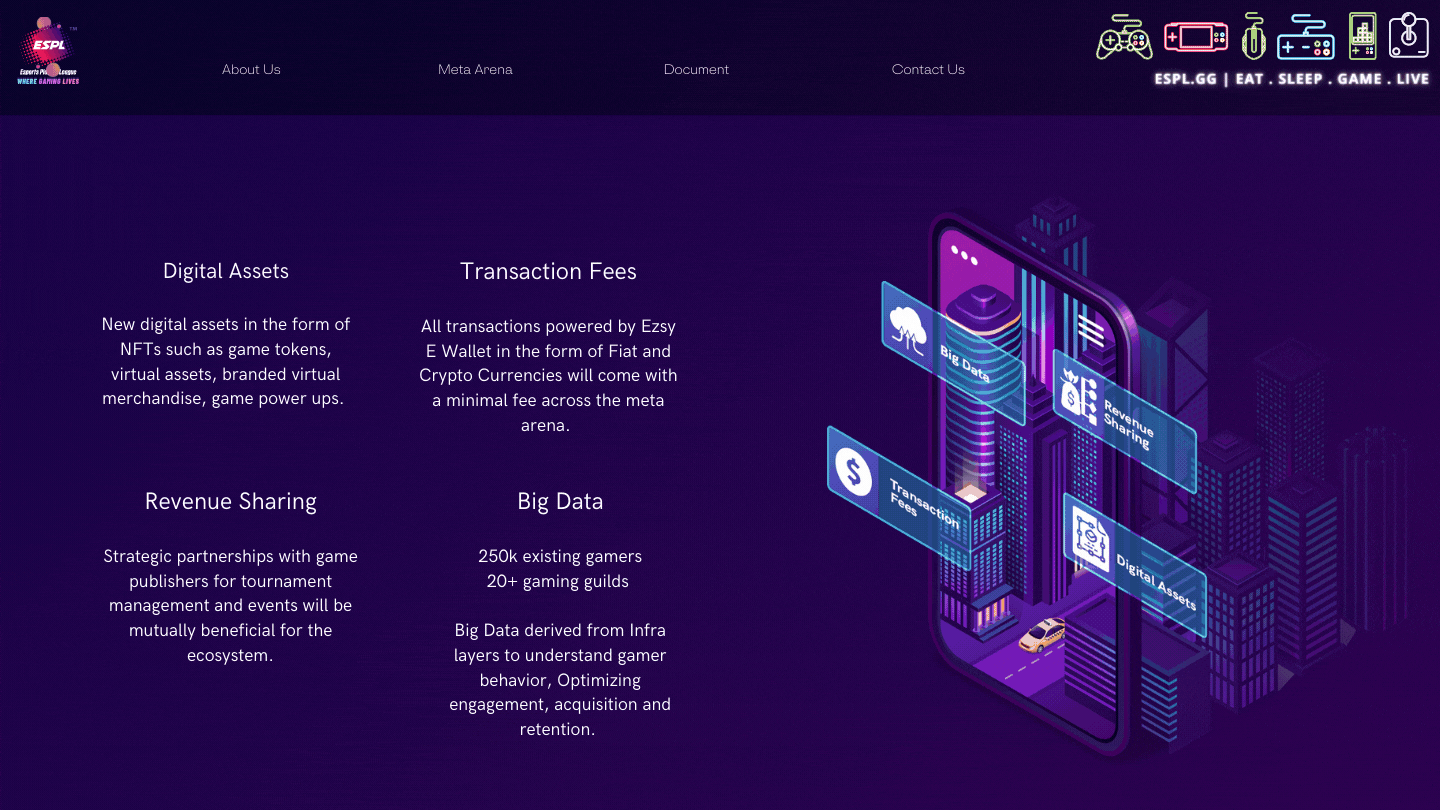 ESPL
TM
Esports Pl
League
WHERE GAMING LIVES
About Us
Meta Arena
Document
Contact Us
ESPL.GG | EAT . SLEEP . GAME . LIVE
Digital Assets
New digital assets in the form of
NFTs such as game tokens,
virtual assets, branded virtual
merchandise, game power ups.
Transaction Fees
All transactions powered by Ezsy
E Wallet in the form of Fiat and
Crypto Currencies will come with
a minimal fee across the meta
arena.
Revenue Sharing
Strategic partnerships with game
publishers for tournament
management and events will be
mutually beneficial for the
ecosystem.
Big Data
250k existing gamers
20+ gaming guilds
Big Data derived from Infra
layers to understand gamer
behavior, Optimizing
engagement, acquisition and
retention.
Big Data
$
Revenue
Sharing
$
Transaction
Fees
Digital Assets